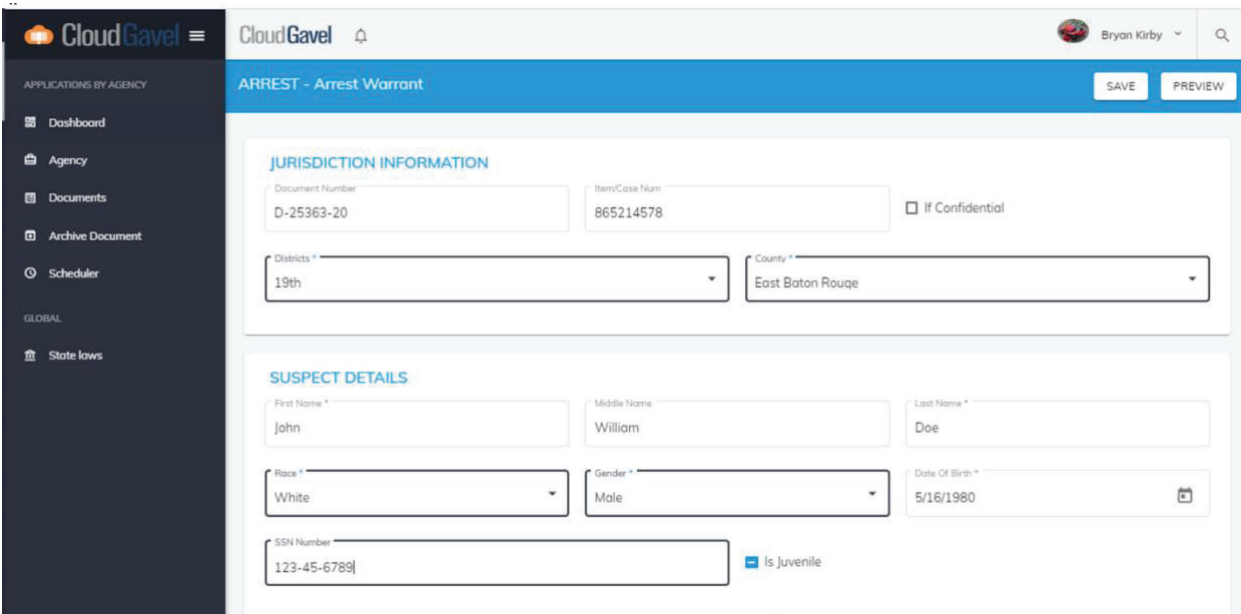 CloudGavel
CloudGavel
Bryan Kirby
APPLICATIONS BY AGENCY
ARREST - Arrest Warrant
SAVE
PREVIEW
Dashboard
Agency
Documents
Archive Document
Scheduler
GLOBAL
State laws
JURISDICTION INFORMATION
Document Number
Item/Case Num
D-25363-20
865214578
If Confidential
Districts *
County *
19th
East Baton Rouge
SUSPECT DETAILS
First Name *
Middle Name
Last Name *
John
William
Doe
Race *
Gender *
Date Of Birth *
White
Male
5/16/1980
SSN Number
123-45-6789
Is Juvenile